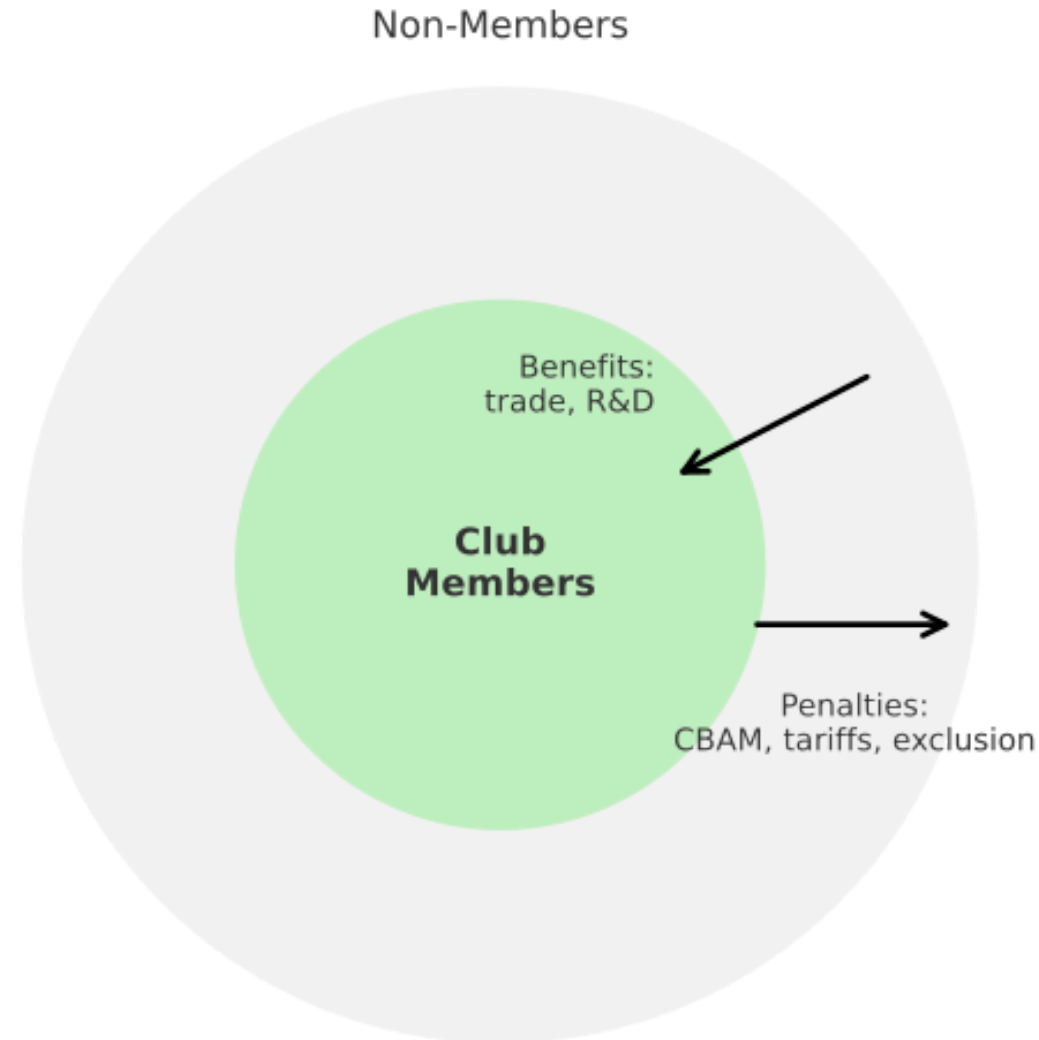 Non-Members
Benefits:
trade, R&D
Club
Members
Penalties:
CBAM, tariffs, exclusion